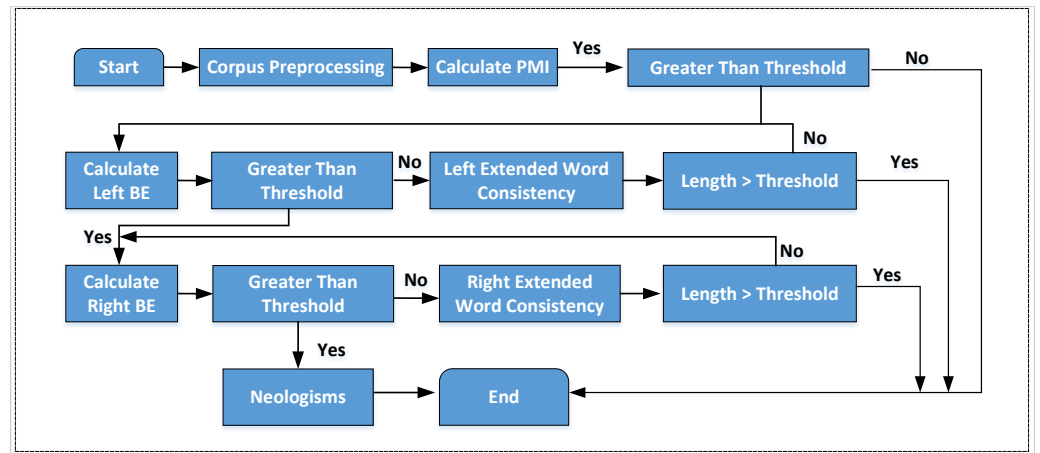 Start
Corpus Preprocessing
Calculate PMI
Yes
Greater Than Threshold
No
Calculate
Left BE
Greater Than
Threshold
No
Left Extended Word
Consistency
Length > Threshold
No
Yes
Yes
Calculate
Right BE
Greater Than
Threshold
No
Right Extended
Word Consistency
Length > Threshold
No
Yes
Yes
Neologisms
End